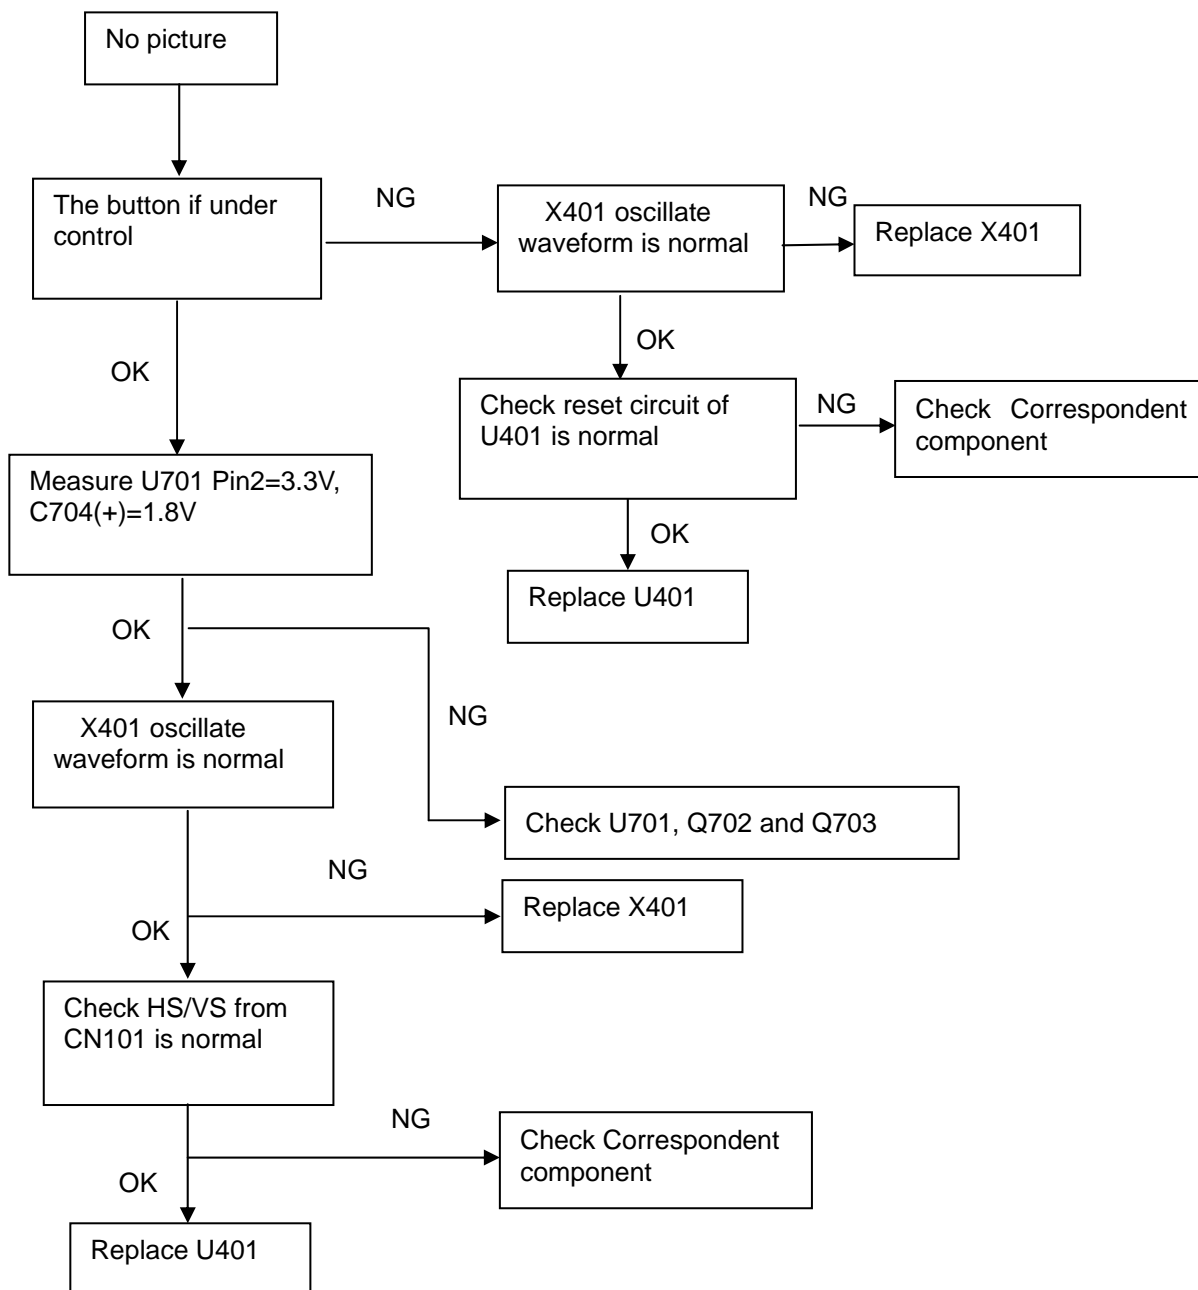 No picture
The button if under
control
NG
X401 oscillate
waveform is normal
NG
Replace X401
OK
OK
Check reset circuit of
U401 is normal
NG
Check Correspondent
component
Measure U701 Pin2=3.3V,
C704(+)=1.8V
OK
Replace U401
OK
X401 oscillate
waveform is normal
NG
Check U701, Q702 and Q703
NG
Replace X401
OK
Check HS/VS from
CN101 is normal
NG
Check Correspondent
component
OK
Replace U401